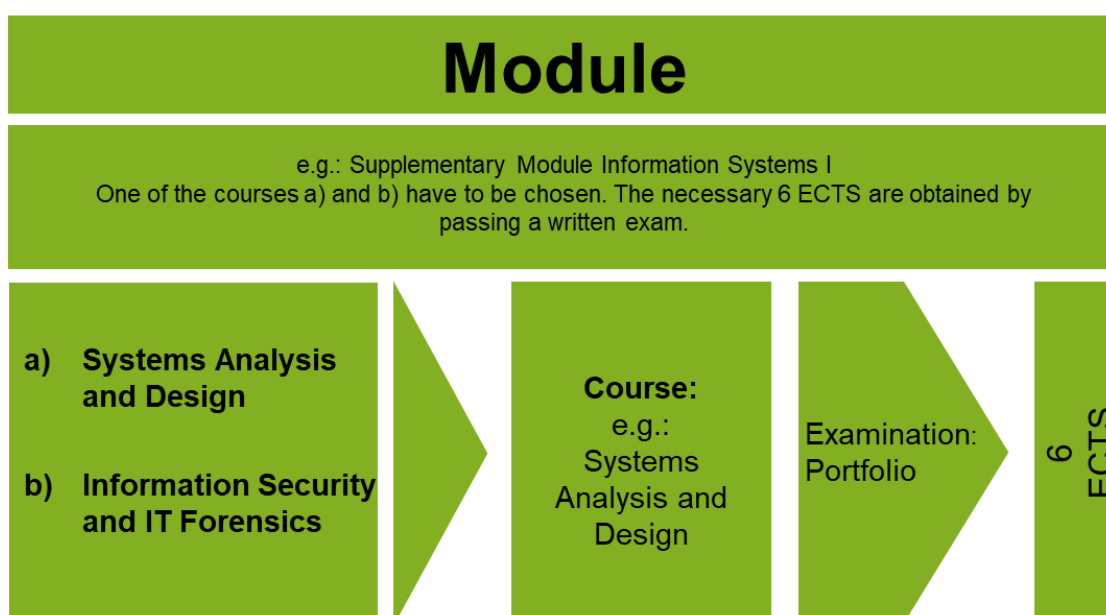 Module
e.g.: Supplementary Module Information Systems I
One of the courses a) and b) have to be chosen. The necessary 6 ECTS are obtained by
passing a written exam.
a) Systems Analysis
and Design
b) Information Security
and IT Forensics
Course:
e.g.:
Systems
Analysis and
Design
Examination:
Portfolio
6
ECTS